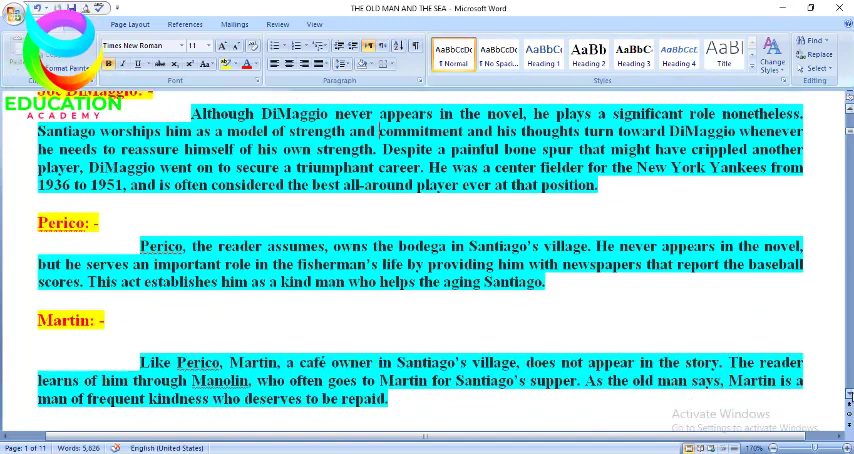 THE OLD MAN AND THE SEA - Microsoft Word
Page Layout References Mailings Review View
Times New Roman 11
Format Painter
Font Paragraph Styles Editing
AaBbCcDc AaBbCcDc AaBbC AaBb AaBbC AaBbCcL AaBl
¶ Normal ¶ No Spaci... Heading 1 Heading 2 Heading 3 Heading 4 Title
Change Styles
Find
Replace
Select
EDUCATION
ACADEMY
Joe DiMaggio: -
Although DiMaggio never appears in the novel, he plays a significant role nonetheless.
Santiago worships him as a model of strength and commitment and his thoughts turn toward DiMaggio whenever
he needs to reassure himself of his own strength. Despite a painful bone spur that might have crippled another
player, DiMaggio went on to secure a triumphant career. He was a center fielder for the New York Yankees from
1936 to 1951, and is often considered the best all-around player ever at that position.
Perico: -
Perico, the reader assumes, owns the bodega in Santiago’s village. He never appears in the novel,
but he serves an important role in the fisherman’s life by providing him with newspapers that report the baseball
scores. This act establishes him as a kind man who helps the aging Santiago.
Martin: -
Like Perico, Martin, a café owner in Santiago’s village, does not appear in the story. The reader
learns of him through Manolin, who often goes to Martin for Santiago’s supper. As the old man says, Martin is a
man of frequent kindness who deserves to be repaid.
Activate Windows
Go to Settings to activate Windows.
Page: 1 of 11 Words: 5,626 English (United States) 170%